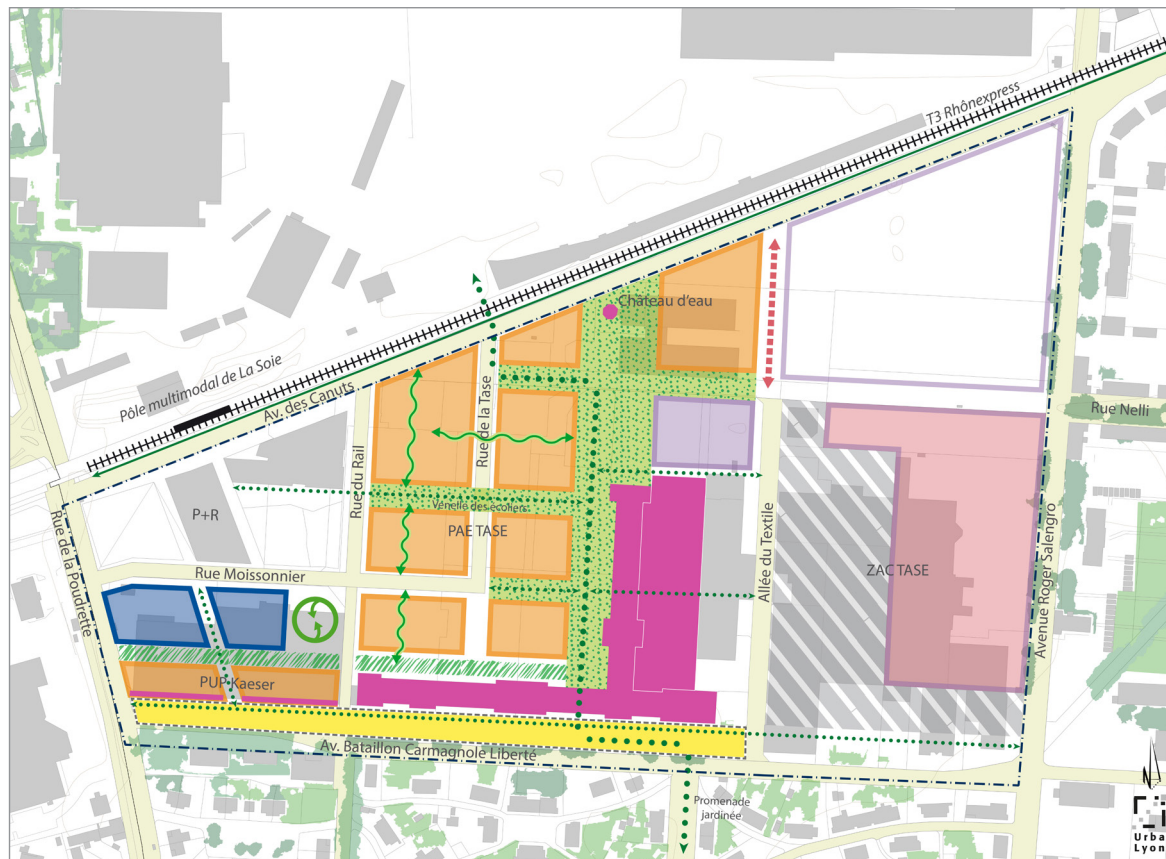 T3 Rhônexpress
Château d'eau
Pôle multimodal de La Soie
Av. des Canuts
Rue de la Tase
Rue Nelli
Rue du Rail
P+R
Venelle des écoliers
PAE TASE
Rue de la Poudrette
Rue Moissonnier
Allée du Textile
ZAC TASE
Avenue Roger Salengro
PUP Kaeser
Av. Bataillon Carmagnole Liberté
Promenade
jardinée
N
Urba
Lyon